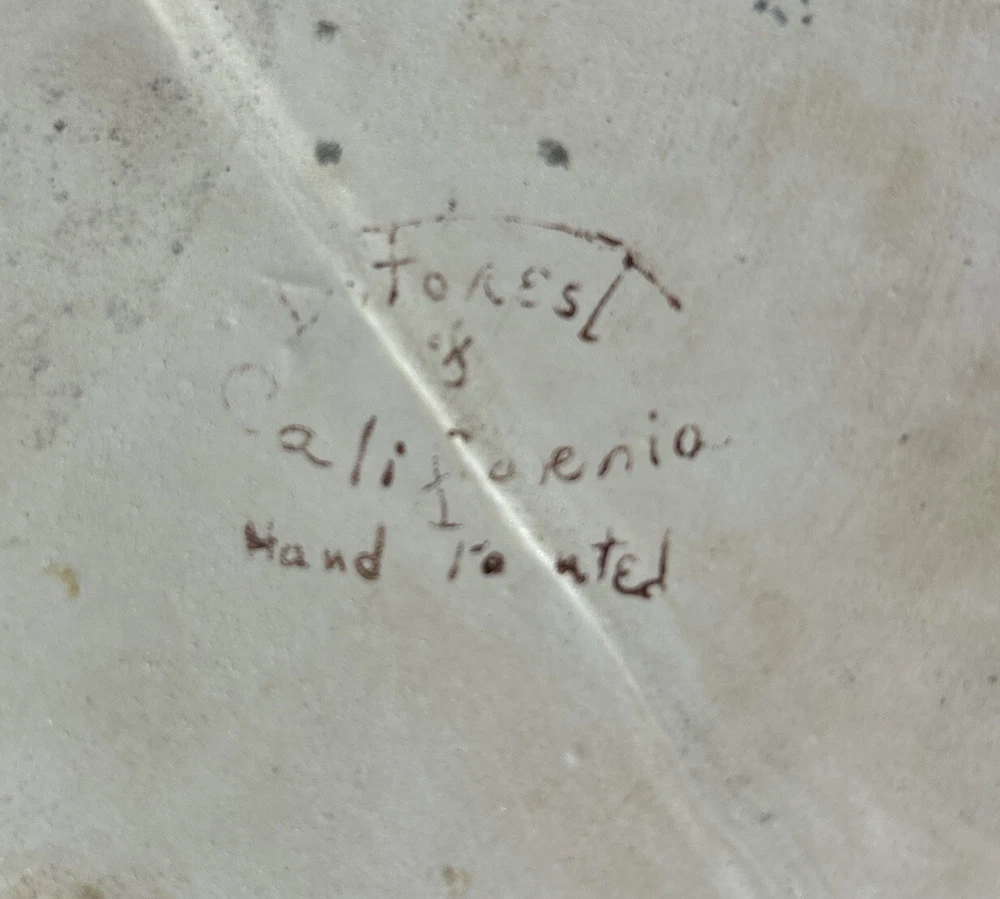 FOREST
of
California
Hand Painted